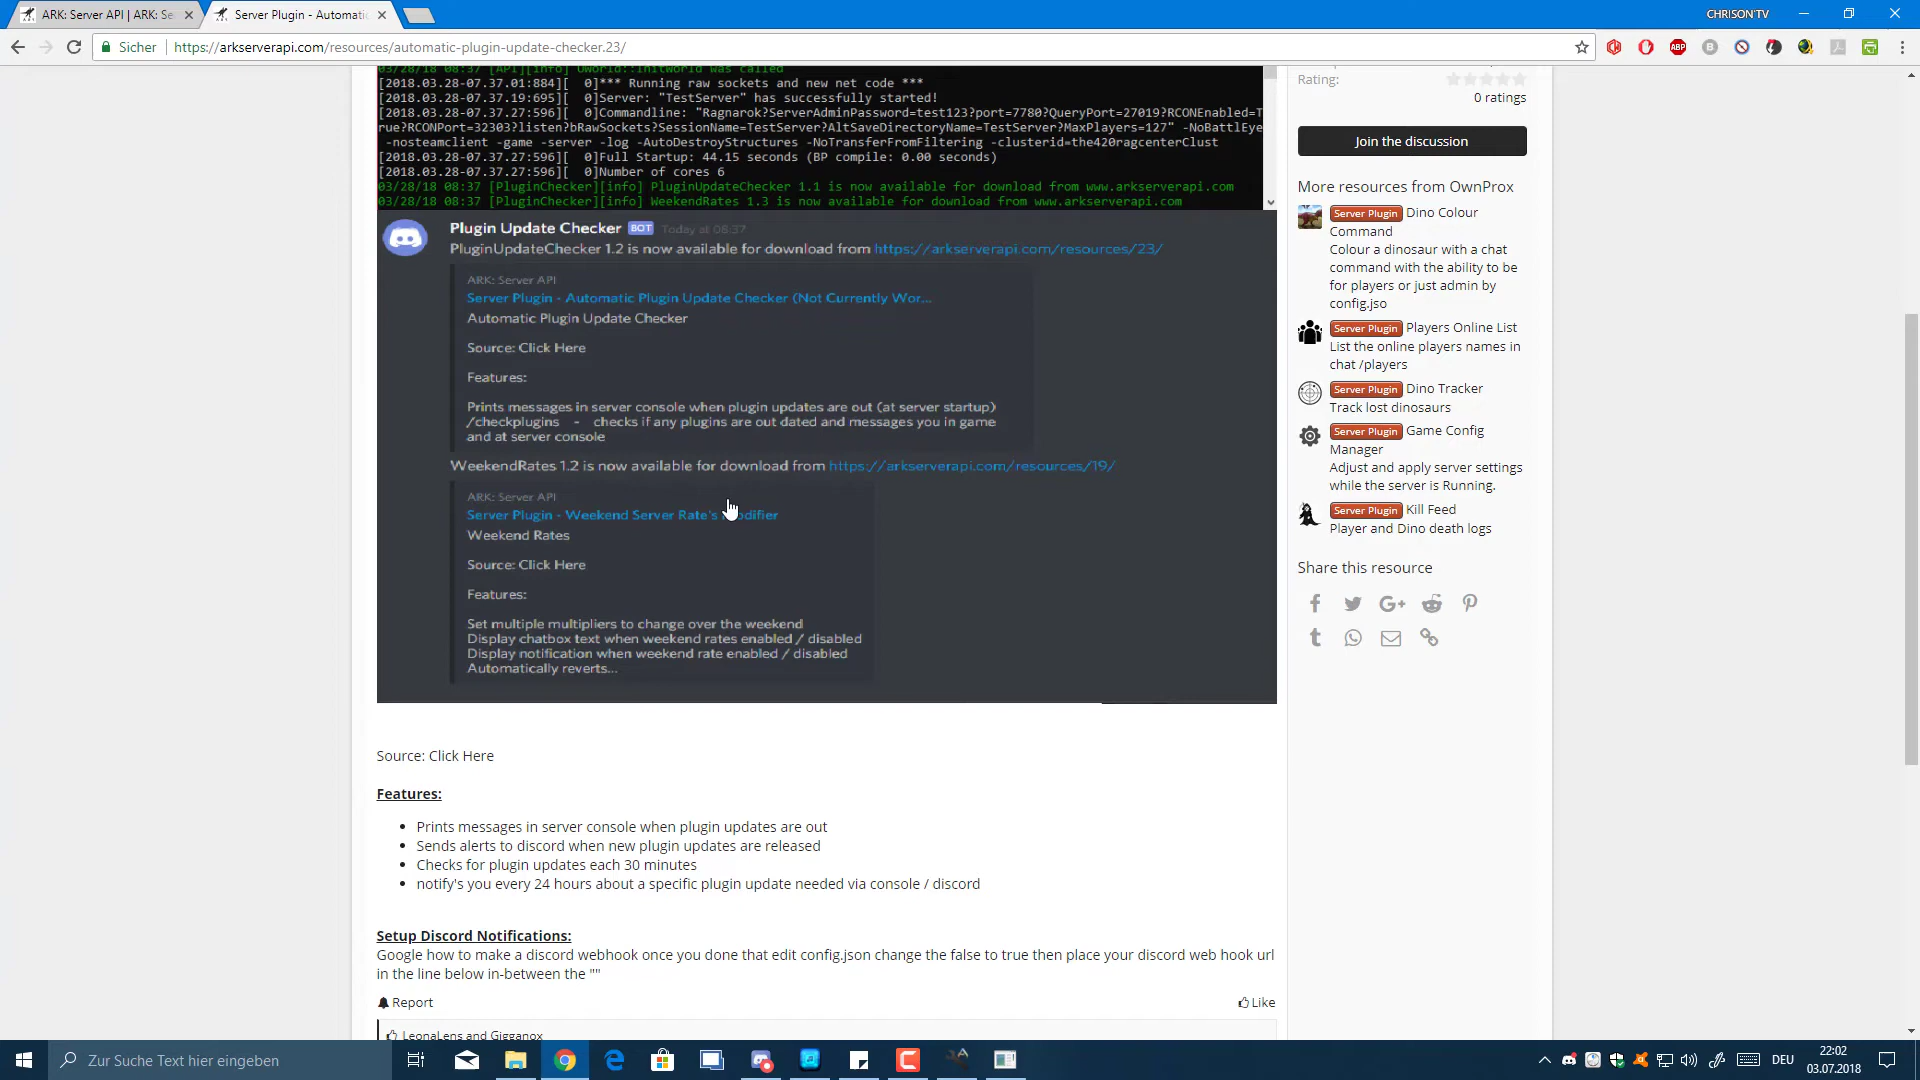 ARK: Server API | ARK: Se
Server Plugin - Automati
CHRISON'TV
Sicher
https://arkserverapi.com/resources/automatic-plugin-update-checker.23/
03/28/18 08:37 [API][info] UWorld::InitWorld was called
[2018.03.28-07.37.01:884][  0]*** Running raw sockets and new net code ***
[2018.03.28-07.37.19:695][  0]Server: "TestServer" has successfully started!
[2018.03.28-07.37.27:596][  0]Commandline: "Ragnarok?ServerAdminPassword=test123?port=7780?QueryPort=27019?RCONEnabled=T
rue?RCONPort=32303?listen?bRawSockets?SessionName=TestServer?AltSaveDirectoryName=TestServer?MaxPlayers=127" -NoBattlEye
-nosteamclient -game -server -log -AutoDestroyStructures -NoTransferFromFiltering -clusterid=the420ragcenterClust
[2018.03.28-07.37.27:596][  0]Full Startup: 44.15 seconds (BP compile: 0.00 seconds)
[2018.03.28-07.37.27:596][  0]Number of cores 6
03/28/18 08:37 [PluginChecker][info] PluginUpdateChecker 1.1 is now available for download from www.arkserverapi.com
03/28/18 08:37 [PluginChecker][info] WeekendRates 1.3 is now available for download from www.arkserverapi.com
Plugin Update Checker BOT Today at 08:37
PluginUpdateChecker 1.2 is now available for download from https://arkserverapi.com/resources/23/
ARK: Server API
Server Plugin - Automatic Plugin Update Checker (Not Currently Wor...
Automatic Plugin Update Checker
Source: Click Here
Features:
Prints messages in server console when plugin updates are out (at server startup)
/checkplugins - checks if any plugins are out dated and messages you in game
and at server console
WeekendRates 1.2 is now available for download from https://arkserverapi.com/resources/19/
ARK: Server API
Server Plugin - Weekend Server Rate's
Weekend Rates
Source: Click Here
Features:
Set multiple multipliers to change over the weekend
Display chatbox text when weekend rates enabled / disabled
Display notification when weekend rate enabled / disabled
Automatically reverts...
Source: Click Here
Features:
• Prints messages in server console when plugin updates are out
• Sends alerts to discord when new plugin updates are released
• Checks for plugin updates each 30 minutes
• notify's you every 24 hours about a specific plugin update needed via console / discord
Setup Discord Notifications:
Google how to make a discord webhook once you done that edit config.json change the false to true then place your discord web hook url
in the line below in-between the ""
Report
Like
LeonaLens and Gigganox
Rating:
0 ratings
Join the discussion
More resources from OwnProx
Server Plugin Dino Colour
Command
Colour a dinosaur with a chat
command with the ability to be
for players or just admin by
config.jso
Server Plugin Players Online List
List the online players names in
chat /players
Server Plugin Dino Tracker
Track lost dinosaurs
Server Plugin Game Config
Manager
Adjust and apply server settings
while the server is Running.
Server Plugin Kill Feed
Player and Dino death logs
Share this resource
Zur Suche Text hier eingeben
DEU
22:02
03.07.2018